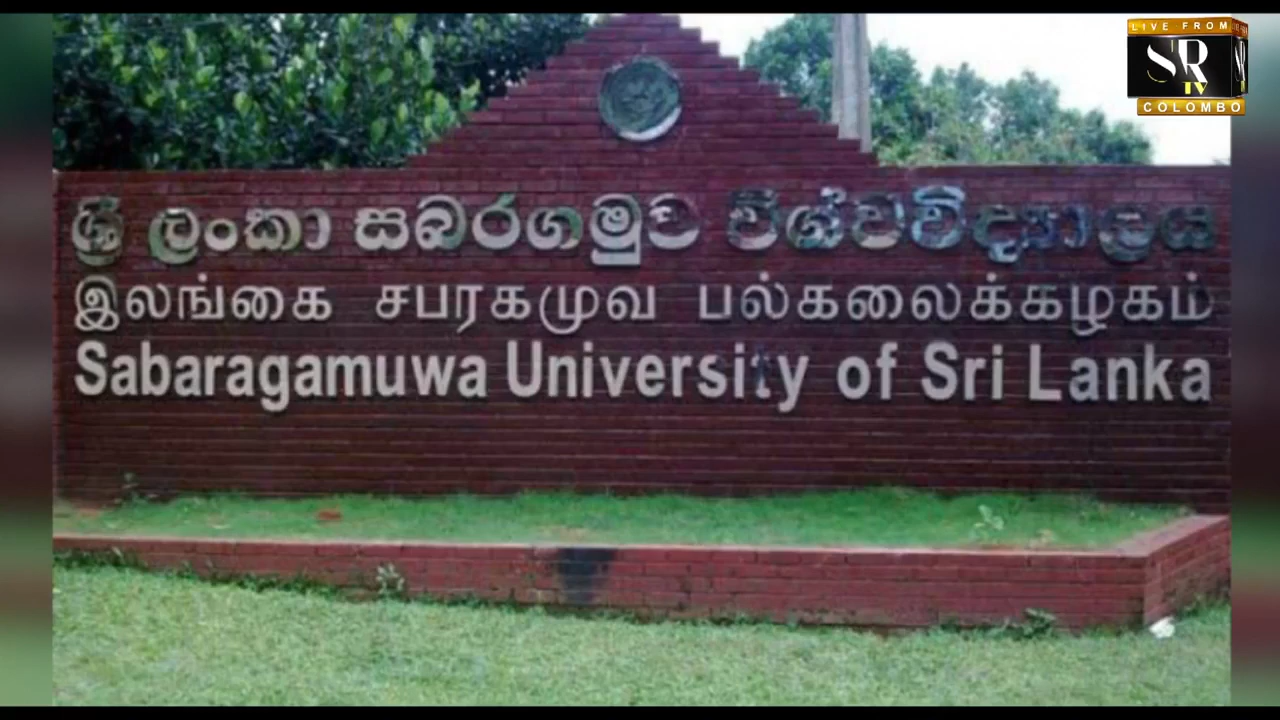 LIVE FROM
SR
TV
COLOMBO
ශ්‍රී ලංකා සබරගමුව විශ්වවිද්‍යාලය
இலங்கை சபரகமுவ பல்கலைக்கழகம்
Sabaragamuwa University of Sri Lanka